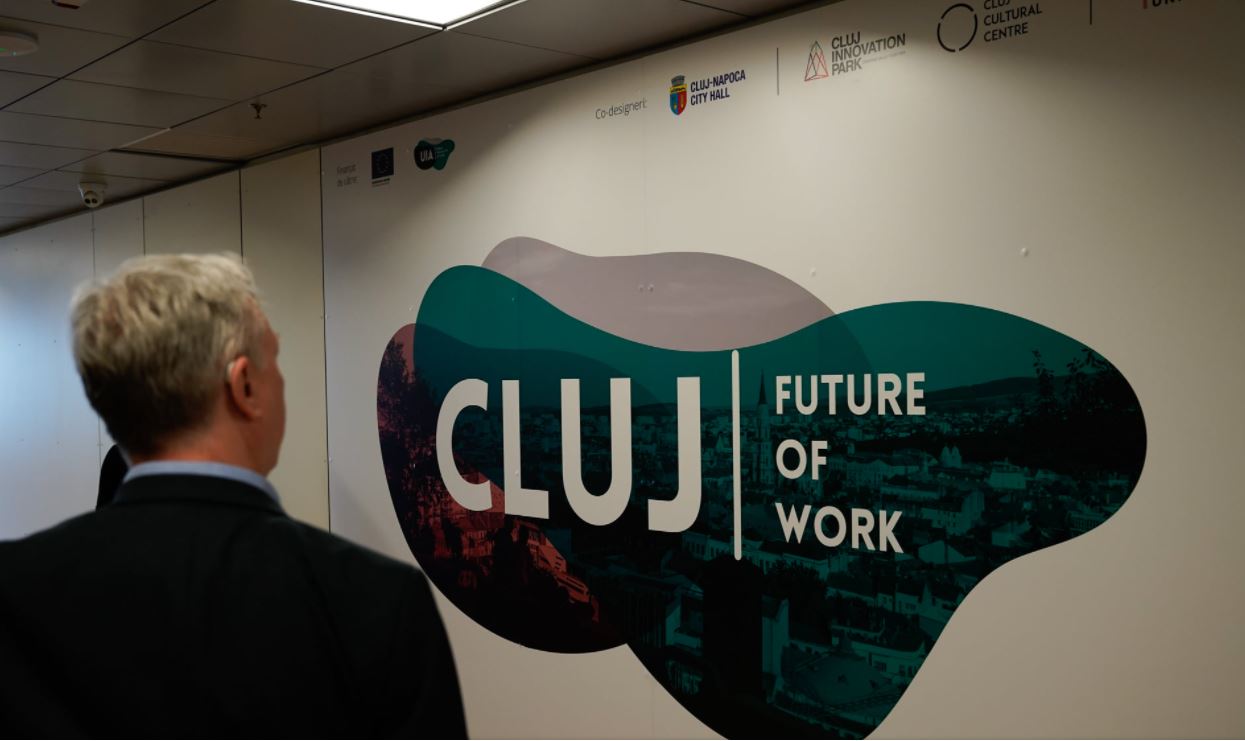 Finanțat
de către:
UIA
Co-designeri:
CLUJ-NAPOCA
CITY HALL
CLUJ
INNOVATION
PARK
CLUJ
CULTURAL
CENTRE
CLUJ
FUTURE
OF
WORK